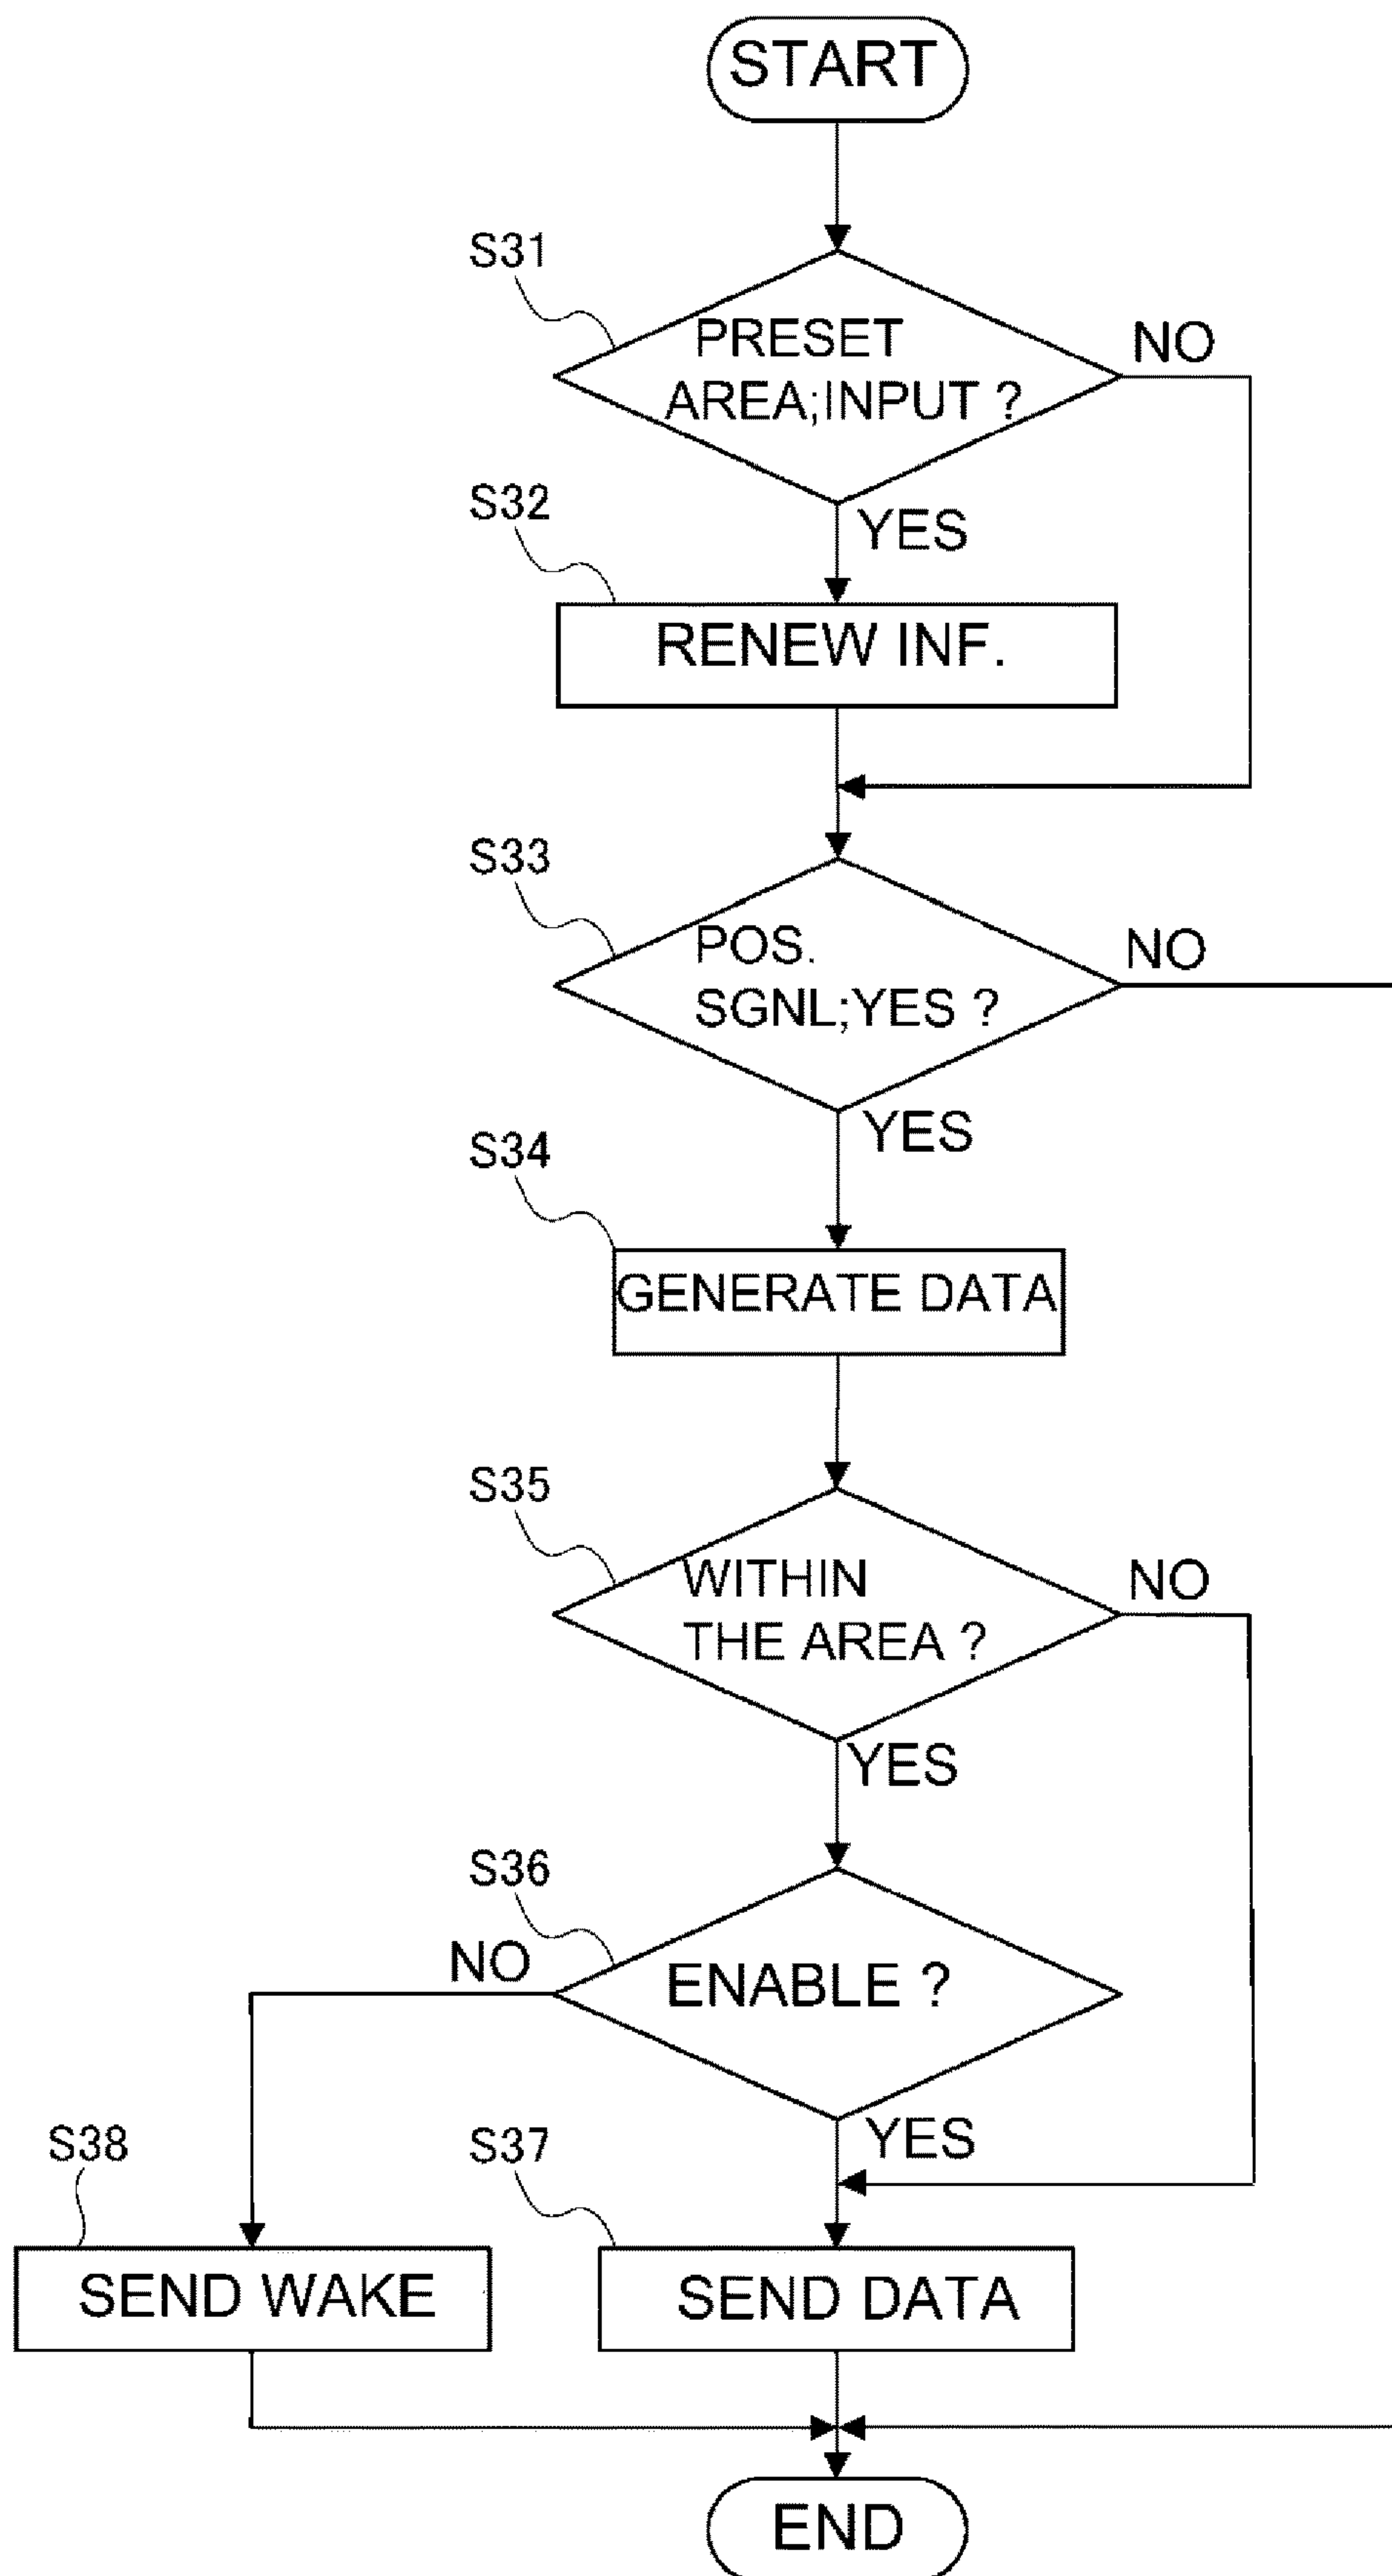 START
S31
PRESET
AREA;INPUT ?
NO
S32
YES
RENEW INF.
S33
POS.
SGNL;YES ?
NO
YES
S34
GENERATE DATA
S35
WITHIN
THE AREA ?
NO
YES
S36
NO
ENABLE ?
YES
S38
S37
SEND WAKE
SEND DATA
END